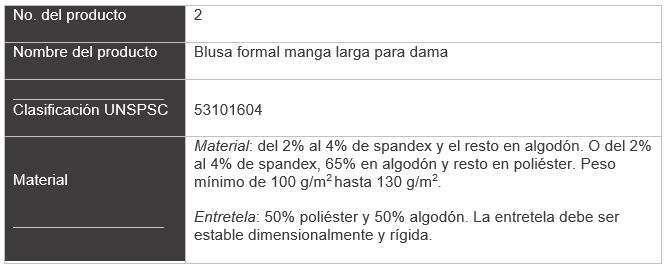 No. del producto 2
Nombre del producto Blusa formal manga larga para dama
Clasificación UNSPSC 53101604
Material
Material: del 2% al 4% de spandex y el resto en algodón. O del 2%
al 4% de spandex, 65% en algodón y resto en poliéster. Peso
mínimo de 100 g/m² hasta 130 g/m².
Entretela: 50% poliéster y 50% algodón. La entretela debe ser
estable dimensionalmente y rígida.